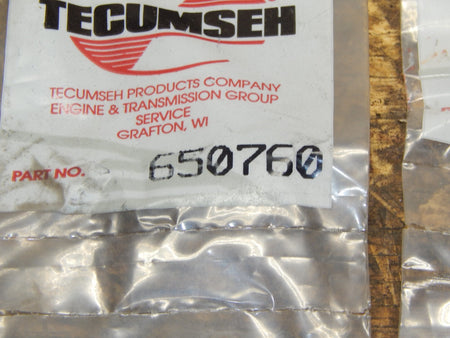 TECUMSEH
TECUMSEH PRODUCTS COMPANY
ENGINE & TRANSMISSION GROUP
SERVICE
GRAFTON, WI
PART NO. 650760